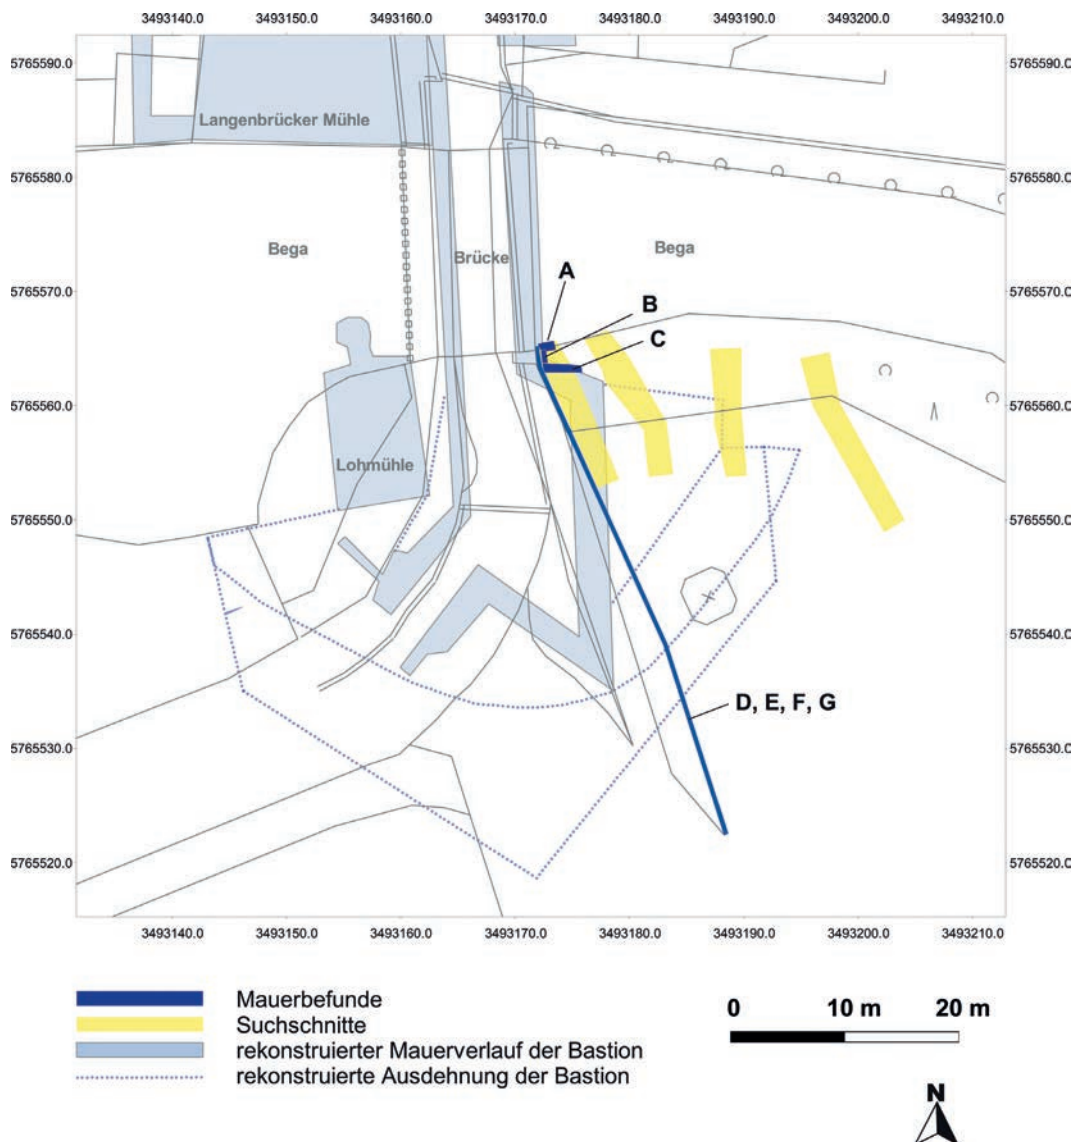 3493140.0 3493150.0 3493160.0 3493170.0 3493180.0 3493190.0 3493200.0 3493210.0
5765590.0 5765590.0
Langenbrücker Mühle
5765580.0 5765580.0
Bega Brücke Bega
A
5765570.0 5765570.0
B
C
5765560.0 5765560.0
Lohmühle
5765550.0 5765550.0
5765540.0 5765540.0
D, E, F, G
5765530.0 5765530.0
5765520.0 5765520.0
3493140.0 3493150.0 3493160.0 3493170.0 3493180.0 3493190.0 3493200.0 3493210.0
Mauerbefunde
Suchschnitte
rekonstruierter Mauerverlauf der Bastion
rekonstruierte Ausdehnung der Bastion
0 10 m 20 m
N